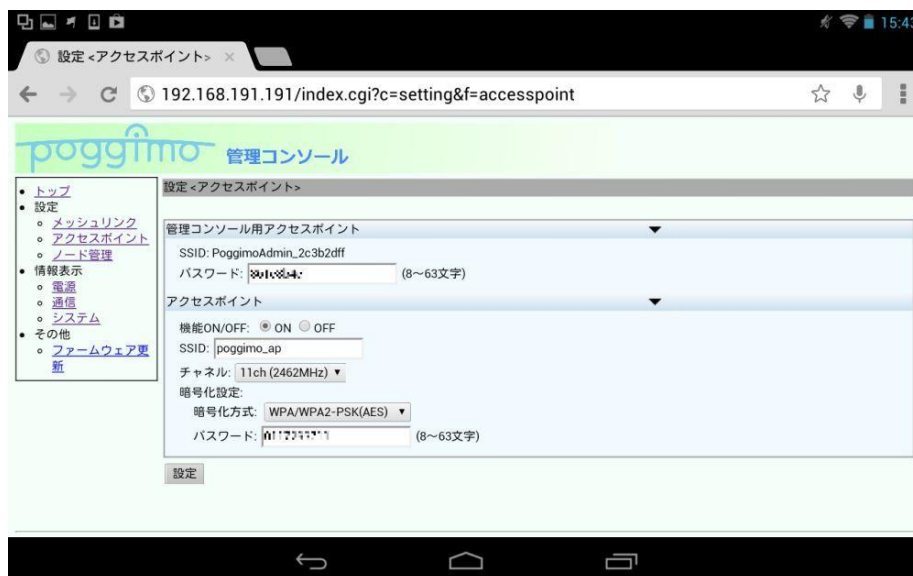 15:43
設定 <アクセスポイント>
192.168.191.191/index.cgi?c=setting&f=accesspoint
poggimo 管理コンソール
トップ
設定
メッシュリンク
アクセスポイント
ノード管理
情報表示
電源
通信
システム
その他
ファームウェア更
新
設定 <アクセスポイント>
管理コンソール用アクセスポイント
SSID: PoggimoAdmin_2c3b2dff
パスワード: (8〜63文字)
アクセスポイント
機能ON/OFF: ON OFF
SSID: poggimo_ap
チャネル: 11ch (2462MHz)
暗号化設定:
暗号化方式: WPA/WPA2-PSK(AES)
パスワード: (8〜63文字)
設定